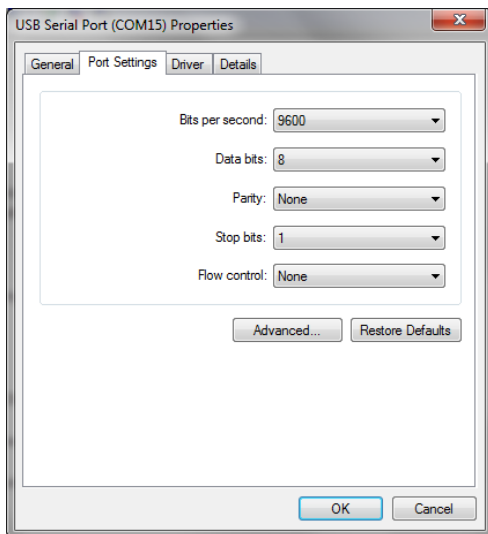 USB Serial Port (COM15) Properties
General Port Settings Driver Details
Bits per second: 9600
Data bits: 8
Parity: None
Stop bits: 1
Flow control: None
Advanced... Restore Defaults
OK Cancel